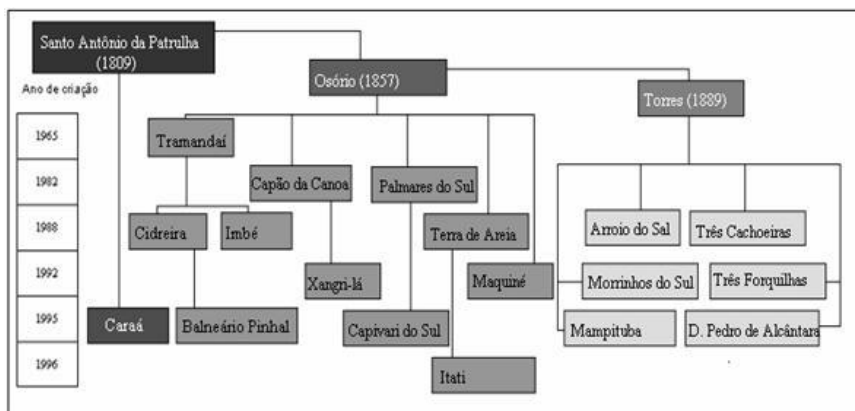 Santo Antônio da Patrulha
(1809)
Osório (1857)
Torres (1889)
Ano de criação
1965
Tramandaí
1982
Capão da Canoa
Palmares do Sul
1988
Cidreira
Imbé
Terra de Areia
Arroio do Sal
Três Cachoeiras
1992
Xangri-lá
Maquiné
Morrinhos do Sul
Três Forquilhas
1995
Caraá
Balneário Pinhal
Capivari do Sul
Mampituba
D. Pedro de Alcântara
1996
Itati